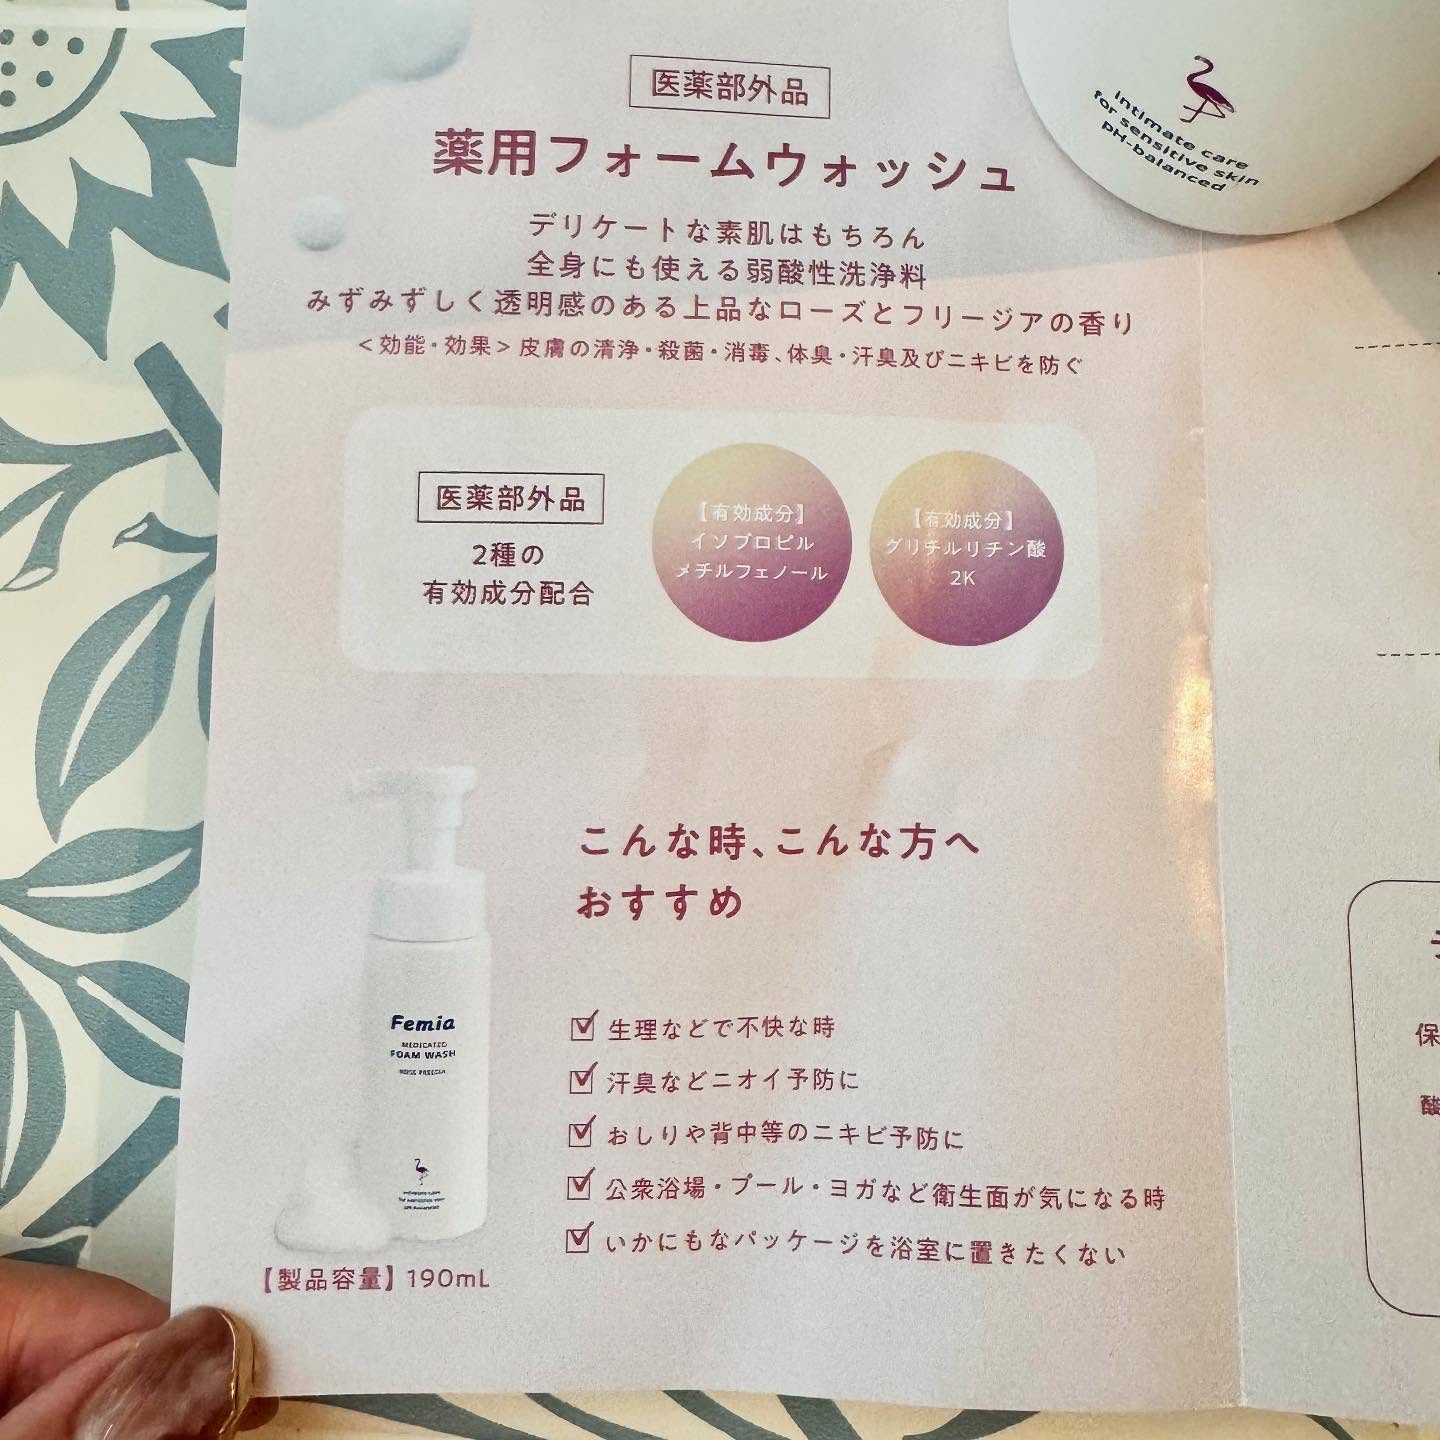 医薬部外品
薬用フォームウォッシュ
デリケートな素肌はもちろん
全身にも使える弱酸性洗浄料
みずみずしく透明感のある上品なローズとフリージアの香り
<効能・効果>皮膚の清浄・殺菌・消毒、体臭・汗臭及びニキビを防ぐ
医薬部外品
2種の
有効成分配合
【有効成分】
イソプロピル
メチルフェノール
【有効成分】
グリチルリチン酸
2K
こんな時、こんな方へ
おすすめ
生理などで不快な時
汗臭などニオイ予防に
おしりや背中等のニキビ予防に
公衆浴場・プール・ヨガなど衛生面が気になる時
いかにもなパッケージを浴室に置きたくない
Femia
MEDICATED
FOAM WASH
ROSE FREESIA
【製品容量】190mL
intimate care
for sensitive skin
pH-balanced
保
酸